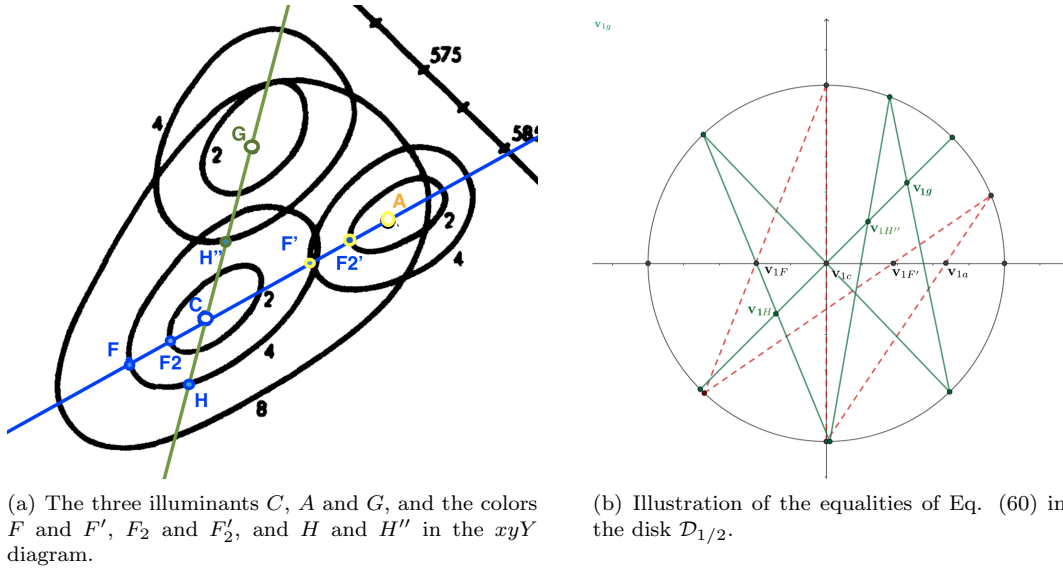 575
585
4
G
2
A
2
H"
F'
F2'
4
C
2
F
F2
4
H
8
v1g
v1g
v1H''
v1F
v1c
v1F'
v1a
v1H
(a) The three illuminants C, A and G, and the colors
F and F′, F2 and F2′, and H and H′′ in the xyY
diagram.
(b) Illustration of the equalities of Eq. (60) in
the disk D1/2.